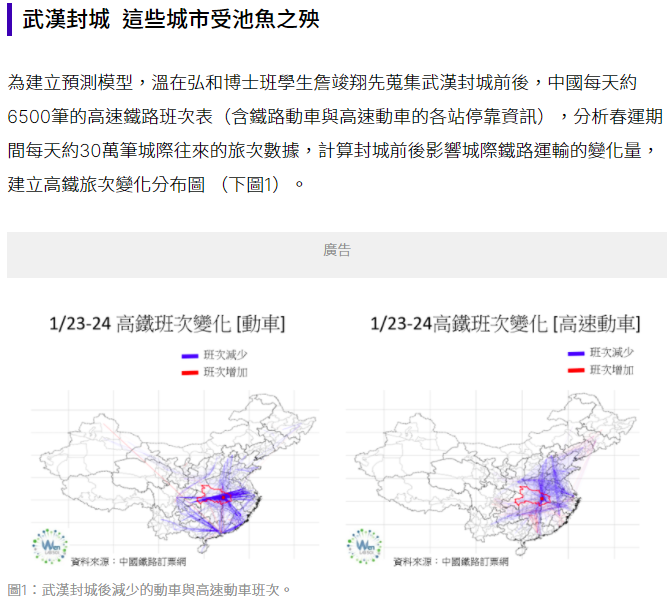 武漢封城 這些城市受池魚之殃
為建立預測模型，溫在弘和博士班學生詹竣翔先蒐集武漢封城前後，中國每天約
6500筆的高速鐵路班次表（含鐵路動車與高速動車的各站停靠資訊），分析春運期
間每天約30萬筆城際往來的旅次數據，計算封城前後影響城際鐵路運輸的變化量，
建立高鐵旅次變化分布圖 （下圖1）。
廣告
1/23-24 高鐵班次變化 [動車]
班次減少
班次增加
資料來源：中國鐵路訂票網
1/23-24高鐵班次變化 [高速動車]
班次減少
班次增加
資料來源：中國鐵路訂票網
圖1：武漢封城後減少的動車與高速動車班次。